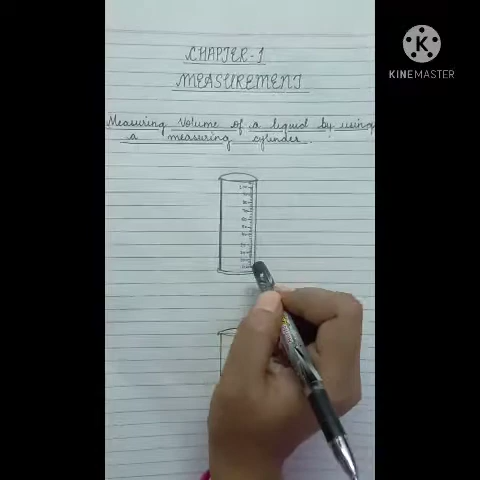 CHAPTER-1
MEASUREMENT
Measuring Volume of a liquid by using
a measuring cylinder.
K
KINEMASTER